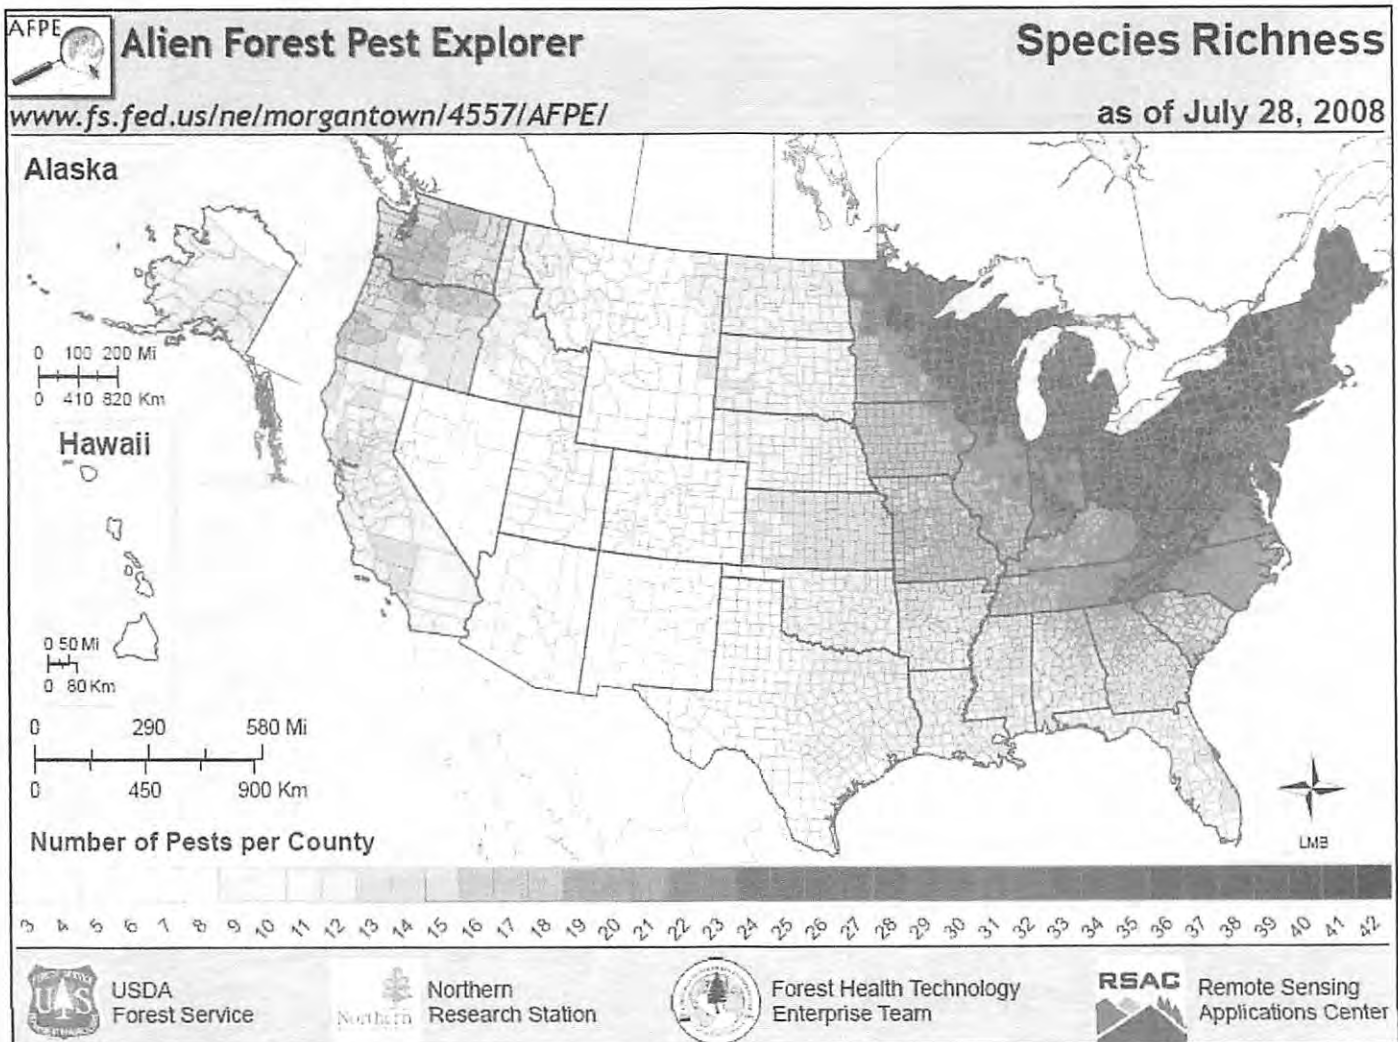 AFPE
Alien Forest Pest Explorer
Species Richness
www.fs.fed.us/ne/morgantown/4557/AFPE/
as of July 28, 2008
Alaska
0 100 200 Mi
0 410 820 Km
Hawaii
0 50 Mi
0 80 Km
0 290 580 Mi
0 450 900 Km
LMB
Number of Pests per County
3 4 5 6 7 8 9 10 11 12 13 14 15 16 17 18 19 20 21 22 23 24 25 26 27 28 29 30 31 32 33 34 35 36 37 38 39 40 41 42
US
USDA
Forest Service
Northern
Northern
Research Station
Forest Health Technology
Enterprise Team
RSAC
Remote Sensing
Applications Center